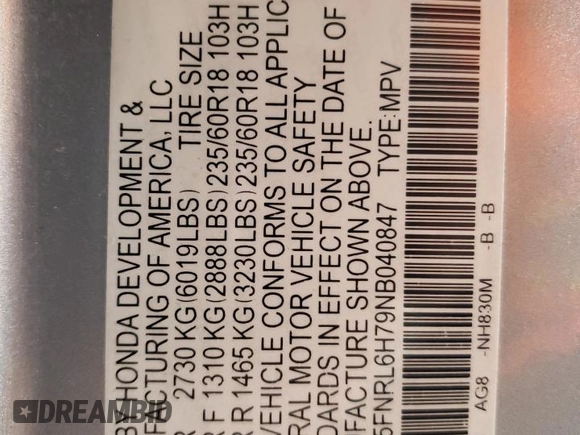 BY HONDA DEVELOPMENT &
FACTURING OF AMERICA, LLC
R 2730 KG(6019LBS) TIRE SIZE
R F 1310 KG(2888LBS)235/60R18 103H
R R 1465 KG(3230LBS)235/60R18 103H
VEHICLE CONFORMS TO ALL APPLIC
RAL MOTOR VEHICLE SAFETY
DARDS IN EFFECT ON THE DATE OF
FACTURE SHOWN ABOVE.
5FNRL6H79NB040847 TYPE:MPV
AG8 -NH830M -B -B
DREAMBID